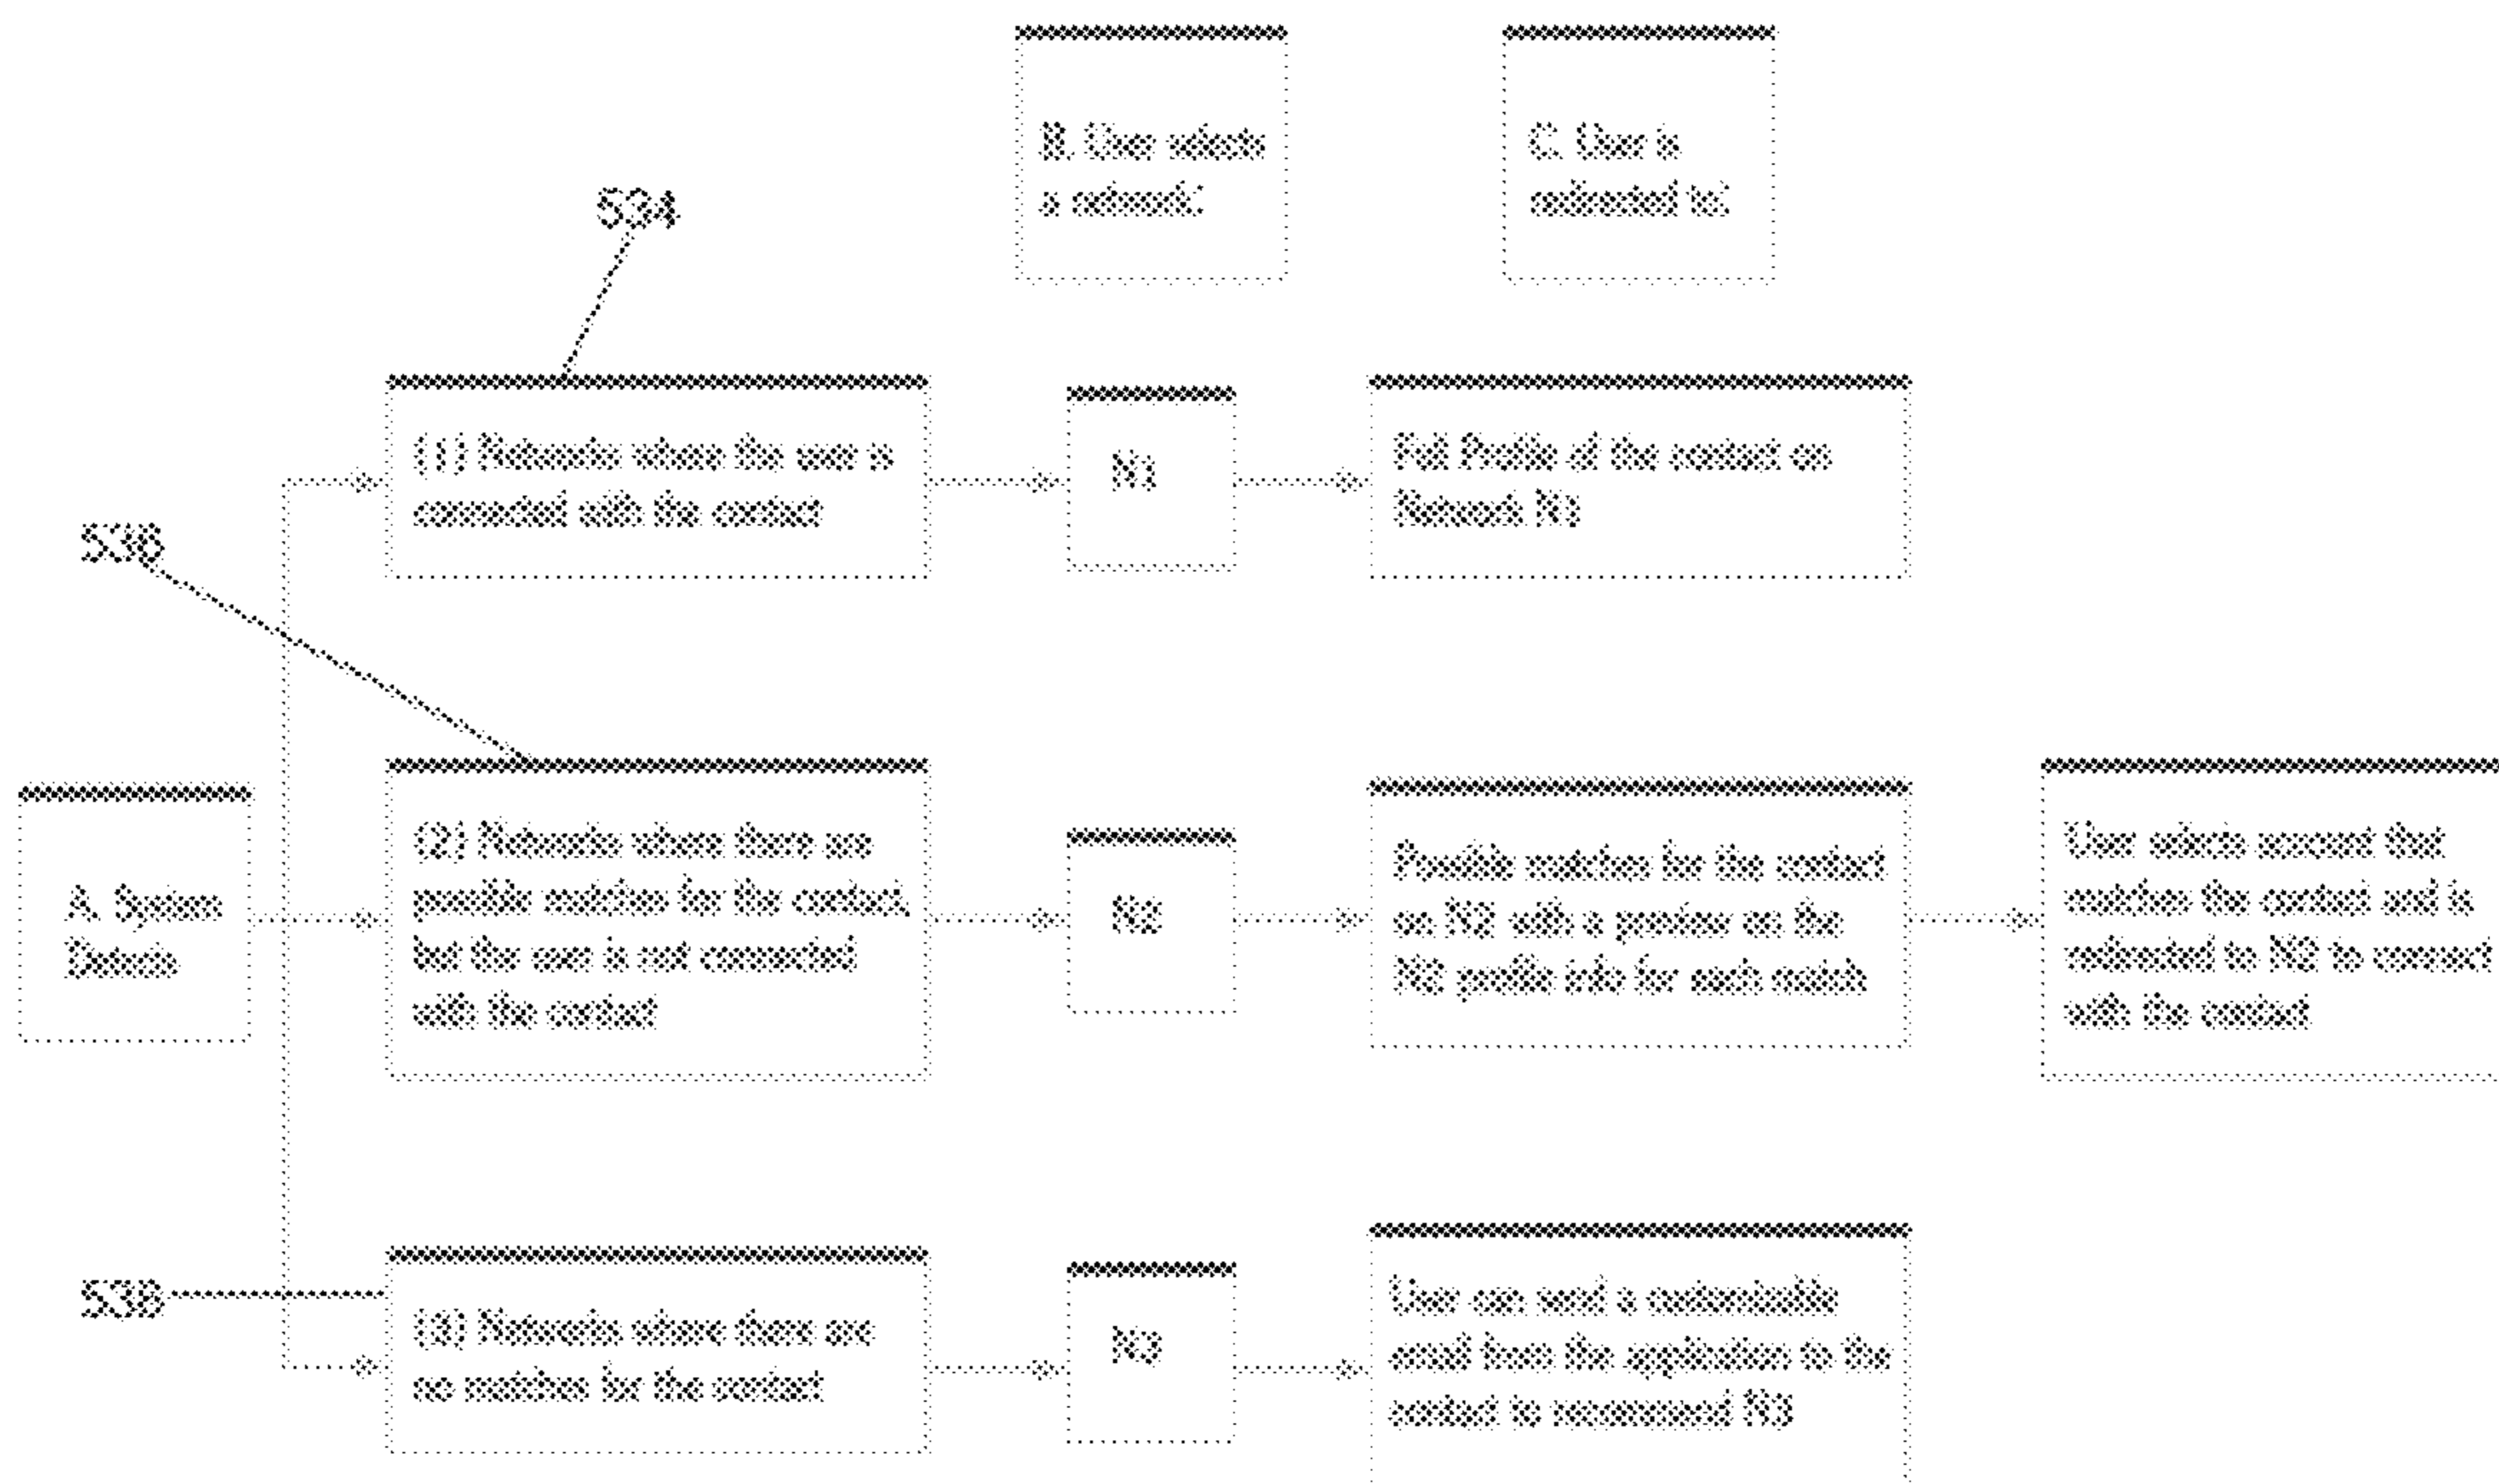 B. User selects
a network:
C. User is
redirected to:
534
(1) Networks where the user is
connected with the contact
N1
Full Profile of the contact on
Network N1
536
A. System
Detects
(2) Networks where there are
possible matches for the contact,
but the user is not connected
with the contact
N2
Possible matches for the contact
on N2 with a preview on the
N2 profile info for each match
User selects account that
matches the contact and is
redirected to N2 to connect
with the contact
538
(3) Networks where there are
no matches for the contact
N3
User can send a customizable
email from the application to the
contact to recommend N3